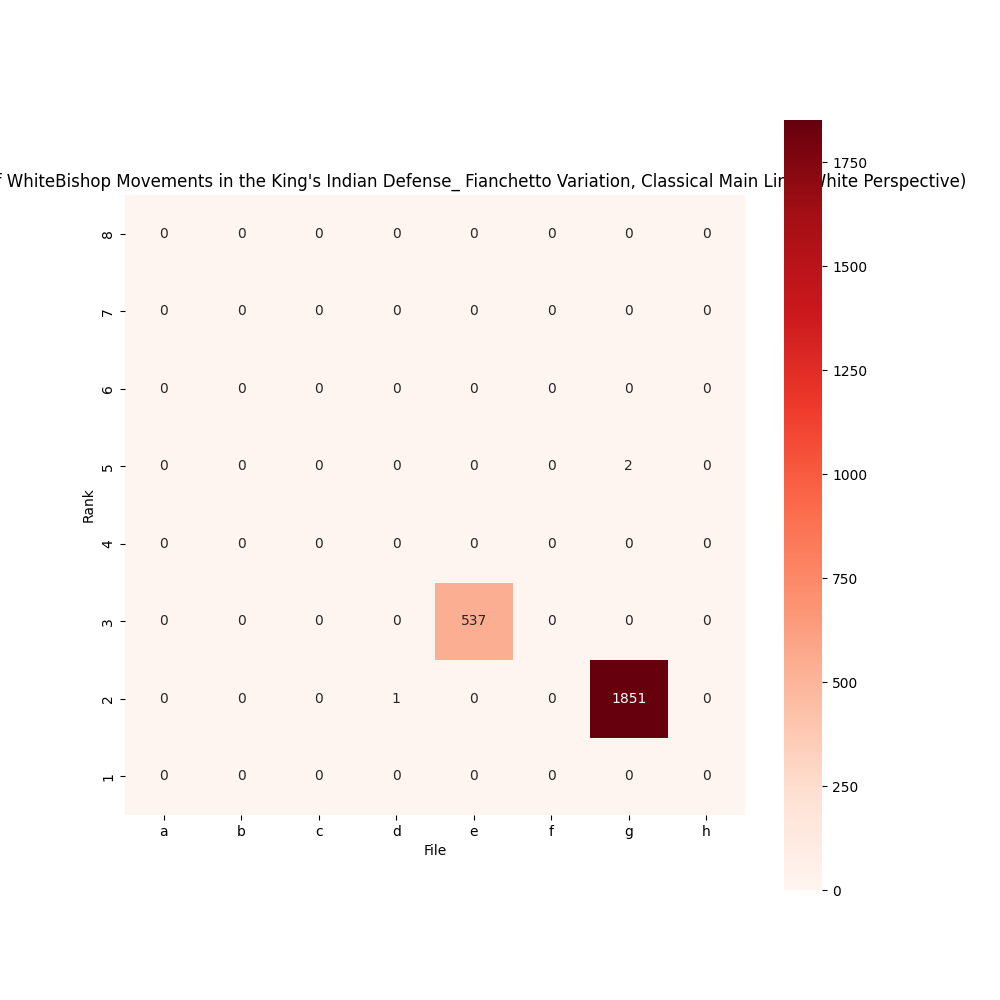 WhiteBishop Movements in the King's Indian Defense_ Fianchetto Variation, Classical Main Perspective)
8 0 0 0 0 0 0 0 0
7 0 0 0 0 0 0 0 0
6 0 0 0 0 0 0 0 0
5 0 0 0 0 0 0 2 0
4 0 0 0 0 0 0 0 0
3 0 0 0 0 537 0 0 0
2 0 0 0 1 0 0 1851 0
1 0 0 0 0 0 0 0 0
Rank
a b c d e f g h
File
1750
1500
1250
1000
750
500
250
0